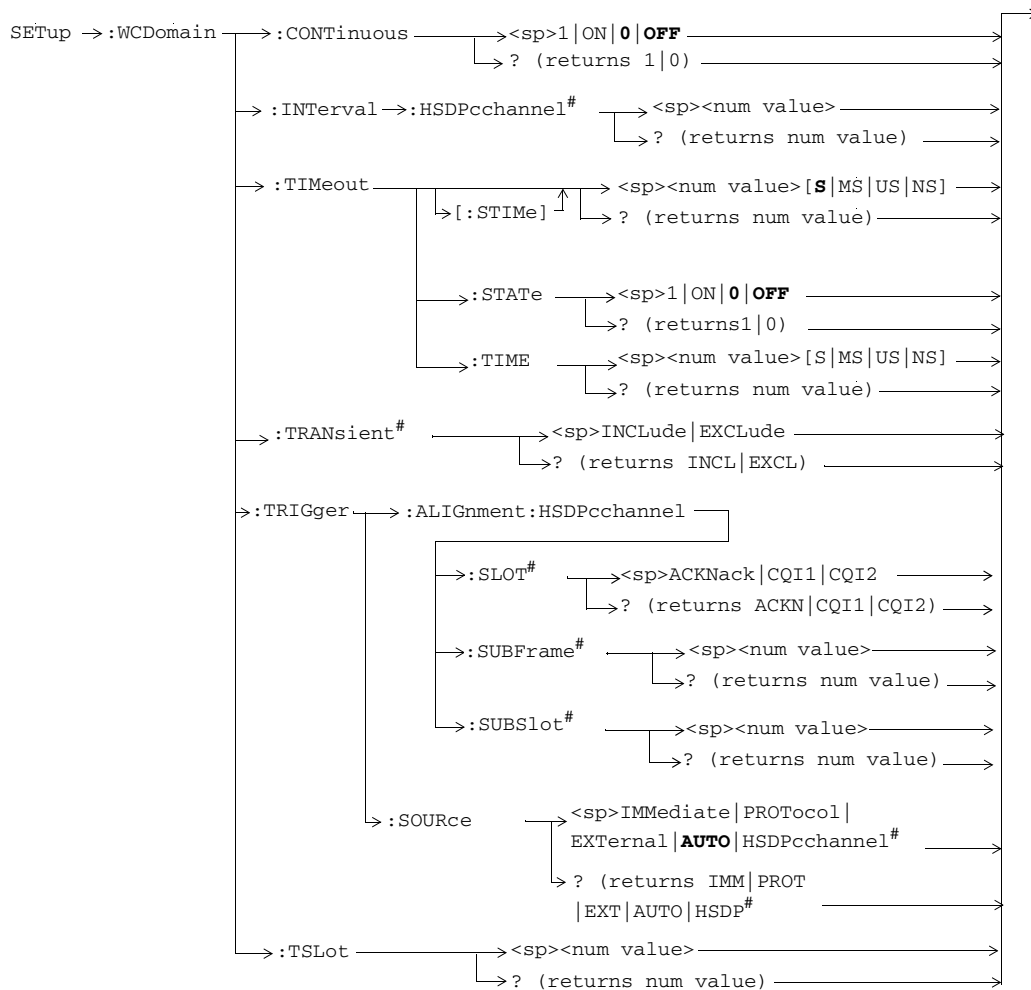 SETup :WCDomain :CONTinuous <sp>1|ON|0|OFF
? (returns 1|0)
:INTerval :HSDPcchannel# <sp><num value>
? (returns num value)
:TIMeout <sp><num value>[S|MS|US|NS]
[:STIMe] ? (returns num value)
:STATe <sp>1|ON|0|OFF
? (returns1|0)
:TIME <sp><num value>[S|MS|US|NS]
? (returns num value)
:TRANsient# <sp>INCLude|EXCLude
? (returns INCL|EXCL)
:TRIGger :ALIGnment:HSDPcchannel
:SLOT# <sp>ACKNack|CQI1|CQI2
? (returns ACKN|CQI1|CQI2)
:SUBFrame# <sp><num value>
? (returns num value)
:SUBSlot# <sp><num value>
? (returns num value)
:SOURce <sp>IMMediate|PROTocol|
EXTernal|AUTO|HSDPcchannel#
? (returns IMM|PROT
|EXT|AUTO|HSDP#
:TSLot <sp><num value>
? (returns num value)